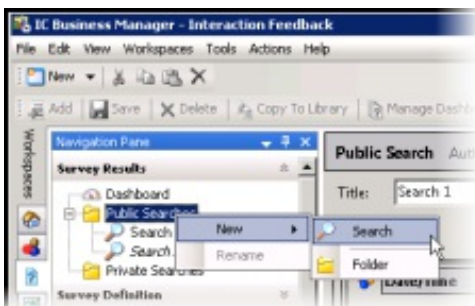 IC Business Manager - Interaction Feedback
File Edit View Workspaces Tools Actions Help
New
Add Save Delete Copy To Library Manage Dash
Workspaces
Navigation Pane
Survey Results
Dashboard
Public Searches
Search
Search
Private Searches
Survey Definition
New
Rename
Search
Folder
Public Search Aut
Title: Search 1
Date/Time